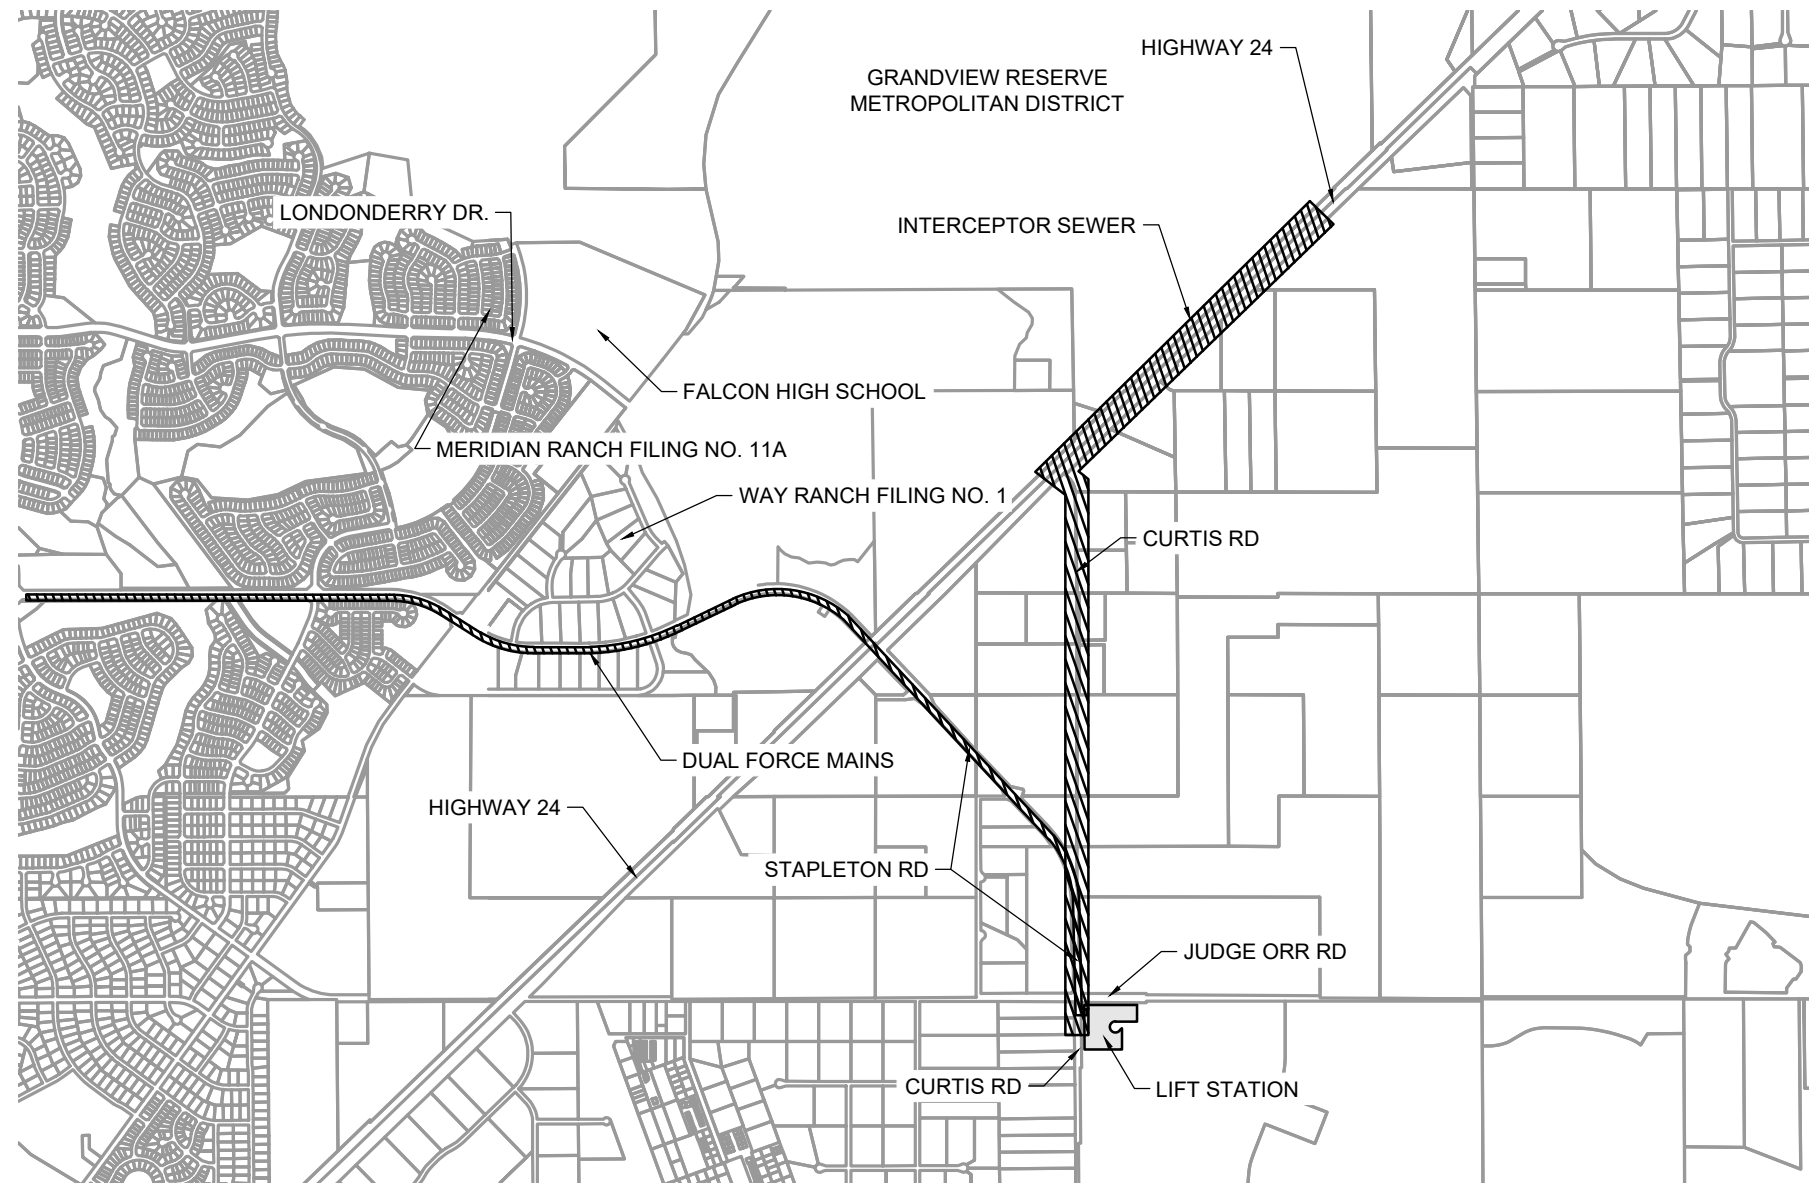 HIGHWAY 24
GRANDVIEW RESERVE
METROPOLITAN DISTRICT
LONDONDERRY DR.
INTERCEPTOR SEWER
FALCON HIGH SCHOOL
MERIDIAN RANCH FILING NO. 11A
WAY RANCH FILING NO. 1
CURTIS RD
DUAL FORCE MAINS
HIGHWAY 24
STAPLETON RD
JUDGE ORR RD
CURTIS RD
LIFT STATION